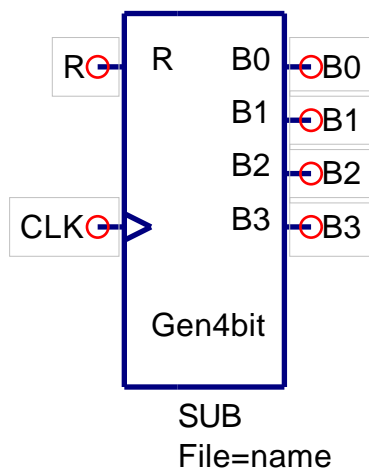 R R B0 B0
B1 B1
B2 B2
CLK B3 B3
Gen4bit
SUB
File=name